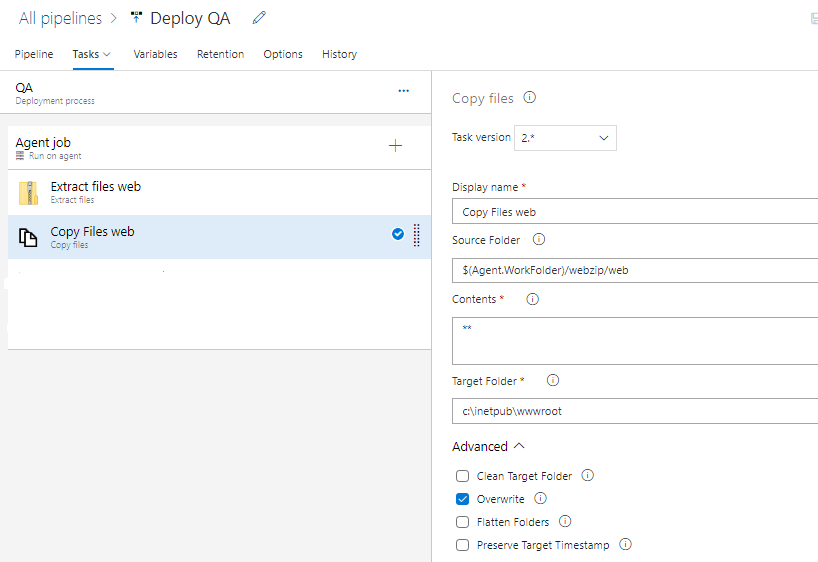 All pipelines > Deploy QA
Pipeline Tasks Variables Retention Options History
QA
Deployment process
...
Agent job
Run on agent
Extract files web
Extract files
Copy Files web
Copy files
Copy files
Task version 2.*
Display name *
Copy Files web
Source Folder
$(Agent.WorkFolder)/webzip/web
Contents *
**
Target Folder *
c:\inetpub\wwwroot
Advanced
Clean Target Folder
Overwrite
Flatten Folders
Preserve Target Timestamp